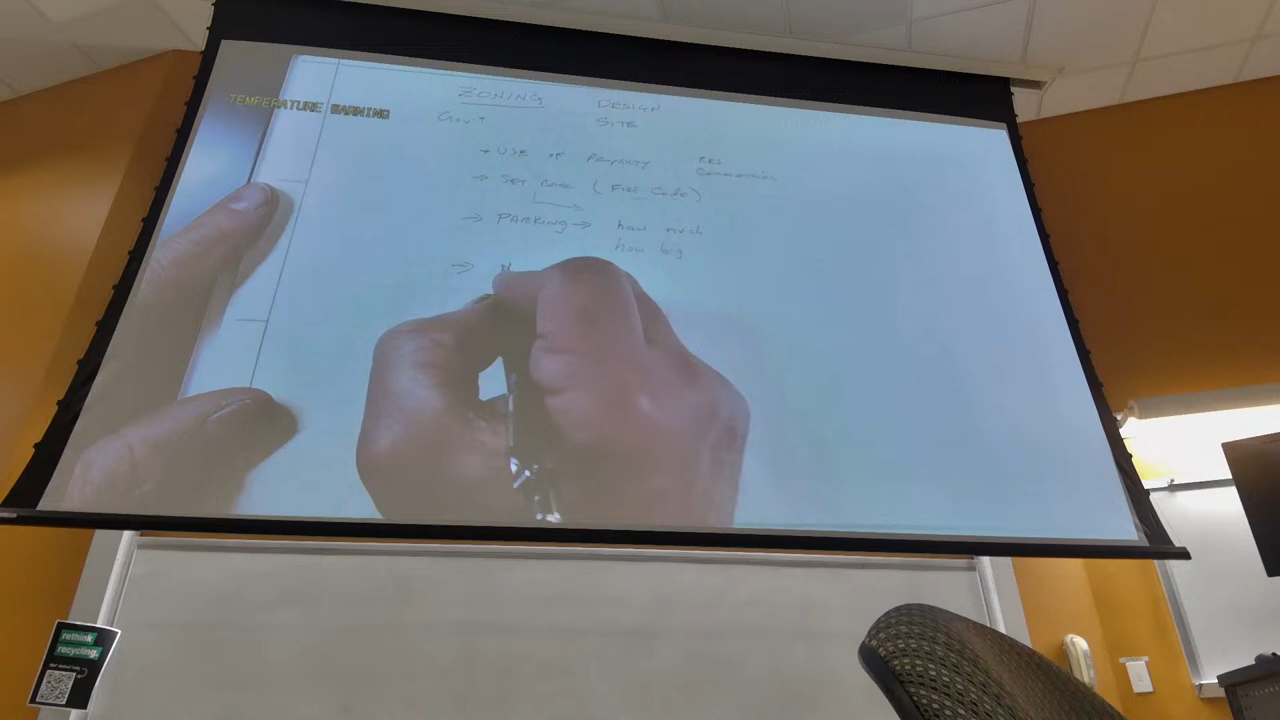 TEMPERATURE WARNING
ZONING DESIGN
Gov't SITE
→ USE OF PROPERTY RES
Commercial
→ SET BACK (FIRE Code)
→ PARKING → how much
how big
→ N
rethink
recycling.